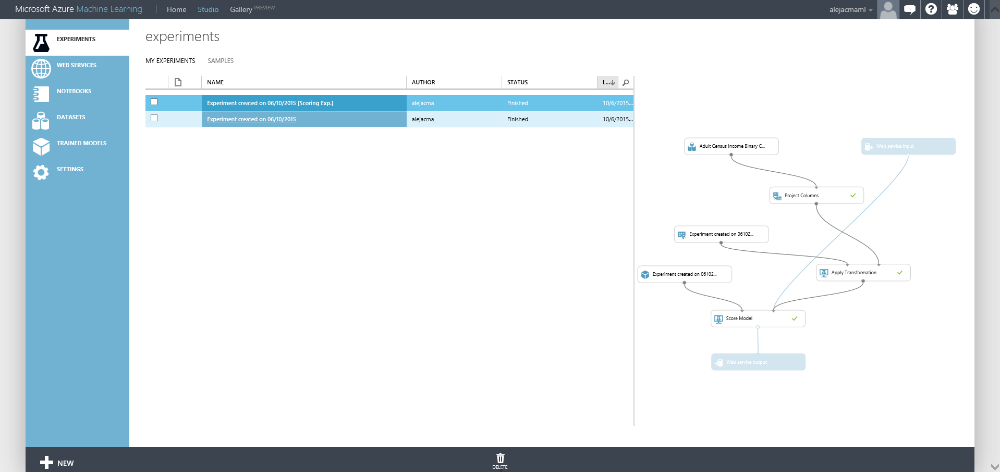 Microsoft Azure Machine Learning
Home
Studio
Gallery PREVIEW
alejacmaml
EXPERIMENTS
WEB SERVICES
NOTEBOOKS
DATASETS
TRAINED MODELS
SETTINGS
experiments
MY EXPERIMENTS
SAMPLES
NAME
AUTHOR
STATUS
L...
Experiment created on 06/10/2015 [Scoring Exp.]
alejacma
Finished
10/6/2015...
Experiment created on 06/10/2015
alejacma
Finished
10/6/2015...
Adult Census Income Binary C...
Web service input
Project Columns
Experiment created on 06102...
Experiment created on 06102...
Apply Transformation
Score Model
Web service output
NEW
DELETE